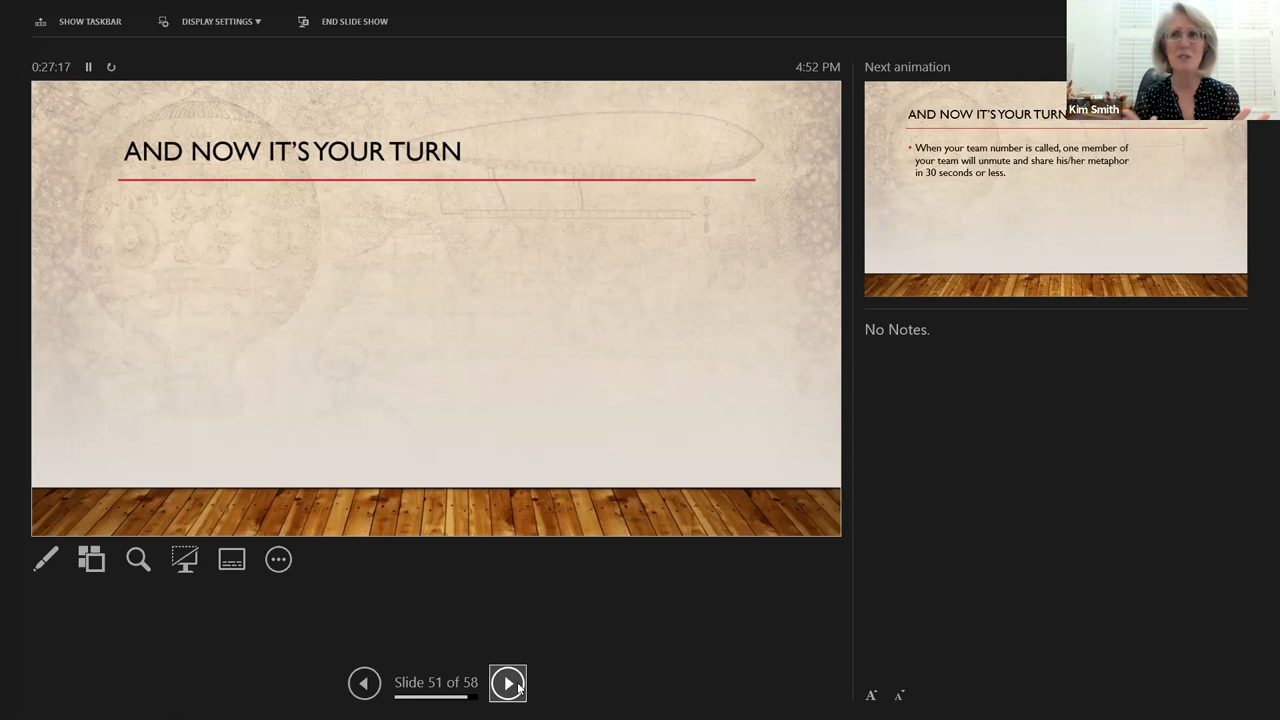 SHOW TASKBAR
DISPLAY SETTINGS ▼
END SLIDE SHOW
0:27:17
4:52 PM
AND NOW IT'S YOUR TURN
Next animation
Kim Smith
AND NOW IT'S YOUR TURN
• When your team number is called, one member of
your team will unmute and share his/her metaphor
in 30 seconds or less.
No Notes.
Slide 51 of 58
A A